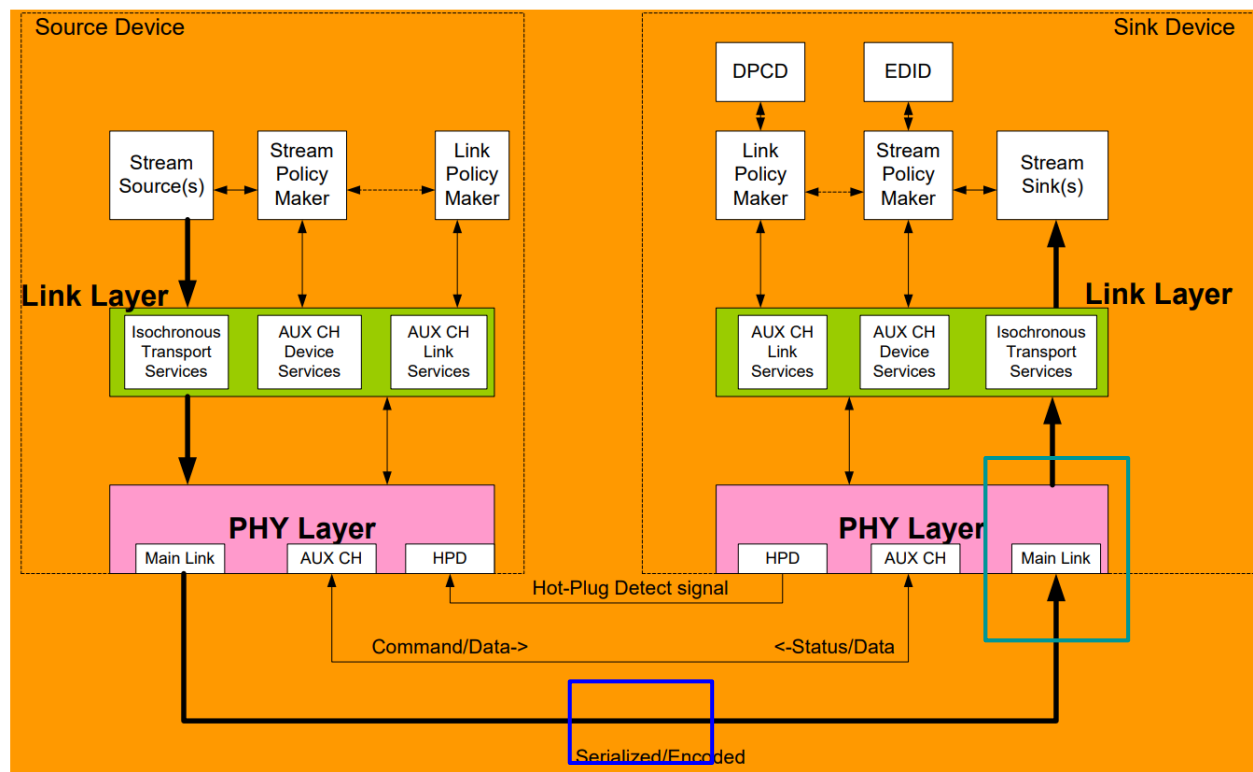 Source Device
Sink Device
DPCD
EDID
Stream
Source(s)
Stream
Policy
Maker
Link
Policy
Maker
Link
Policy
Maker
Stream
Policy
Maker
Stream
Sink(s)
Link Layer
Link Layer
Isochronous
Transport
Services
AUX CH
Device
Services
AUX CH
Link
Services
AUX CH
Link
Services
AUX CH
Device
Services
Isochronous
Transport
Services
PHY Layer
PHY Layer
Main Link
AUX CH
HPD
HPD
AUX CH
Main Link
Hot-Plug Detect signal
Command/Data->
<-Status/Data
Serialized/Encoded